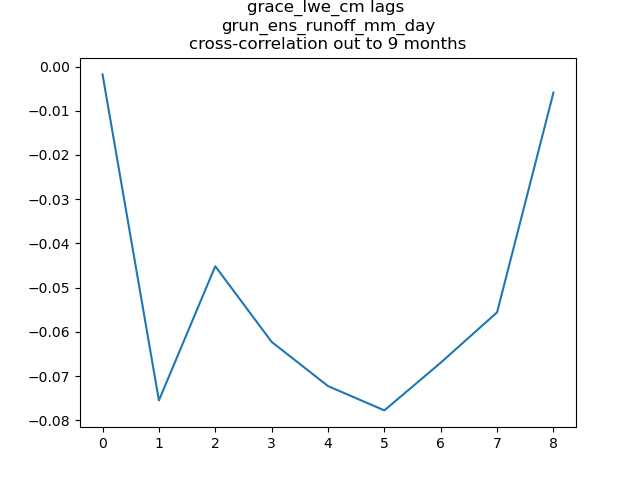 grace_lwe_cm lags
grun_ens_runoff_mm_day
cross-correlation out to 9 months
0.00
−0.01
−0.02
−0.03
−0.04
−0.05
−0.06
−0.07
−0.08
0 1 2 3 4 5 6 7 8